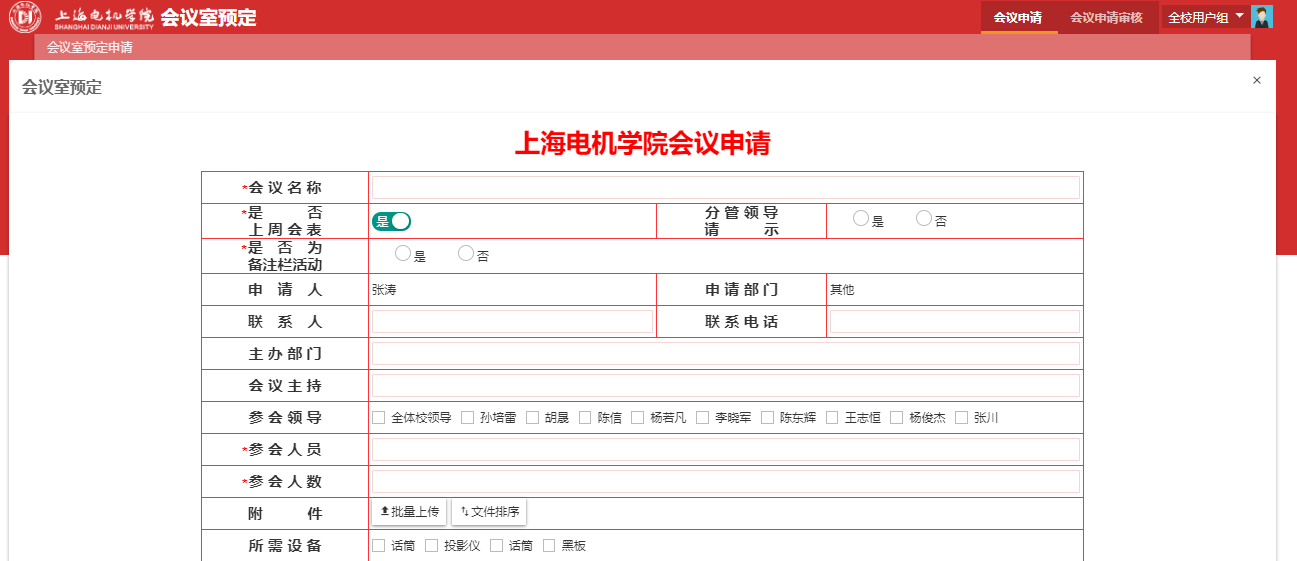 上海电机学院 会议室预定 会议申请 会议申请审核 全校用户组
SHANGHAI DIANJI UNIVERSITY
会议室预定申请
会议室预定 ×
上海电机学院会议申请
*会议名称
*是否上周会表 是 分管领导请示 是 否
*是否为备注栏活动 是 否
申请人 张涛 申请部门 其他
联系人 联系电话
主办部门
会议主持
参会领导 全体校领导 孙培雷 胡晟 陈信 杨若凡 李晓军 陈东辉 王志恒 杨俊杰 张川
*参会人员
*参会人数
附件 批量上传 文件排序
所需设备 话筒 投影仪 话筒 黑板